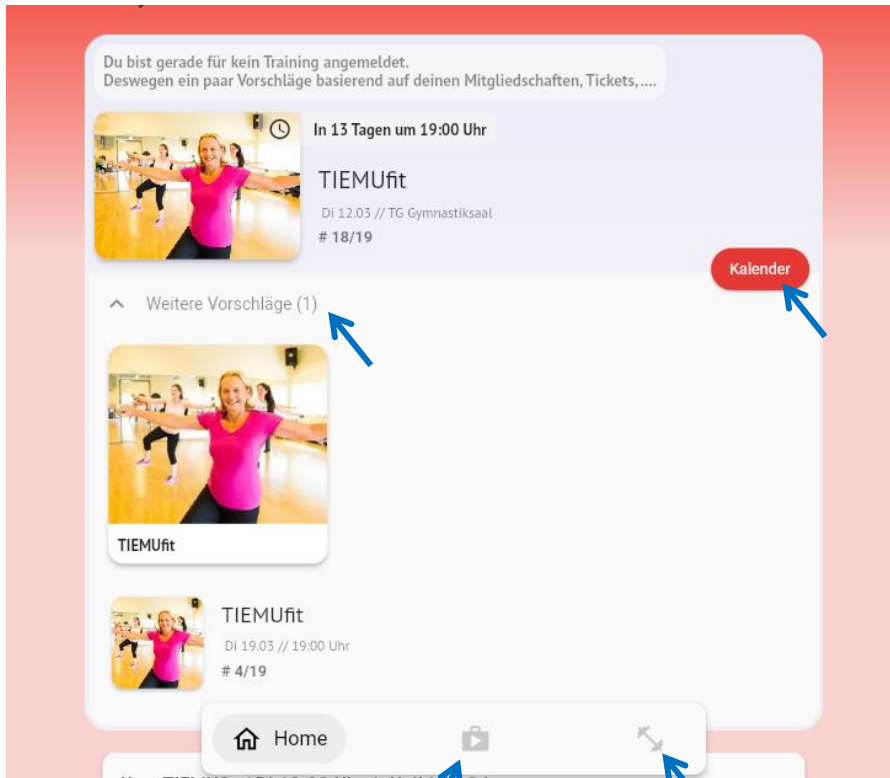 Du bist gerade für kein Training angemeldet.
Deswegen ein paar Vorschläge basierend auf deinen Mitgliedschaften, Tickets, ....
In 13 Tagen um 19:00 Uhr
TIEMUfit
Di 12.03 // TG Gymnastiksaal
# 18/19
Kalender
Weitere Vorschläge (1)
TIEMUfit
TIEMUfit
Di 19.03 // 19:00 Uhr
# 4/19
Home